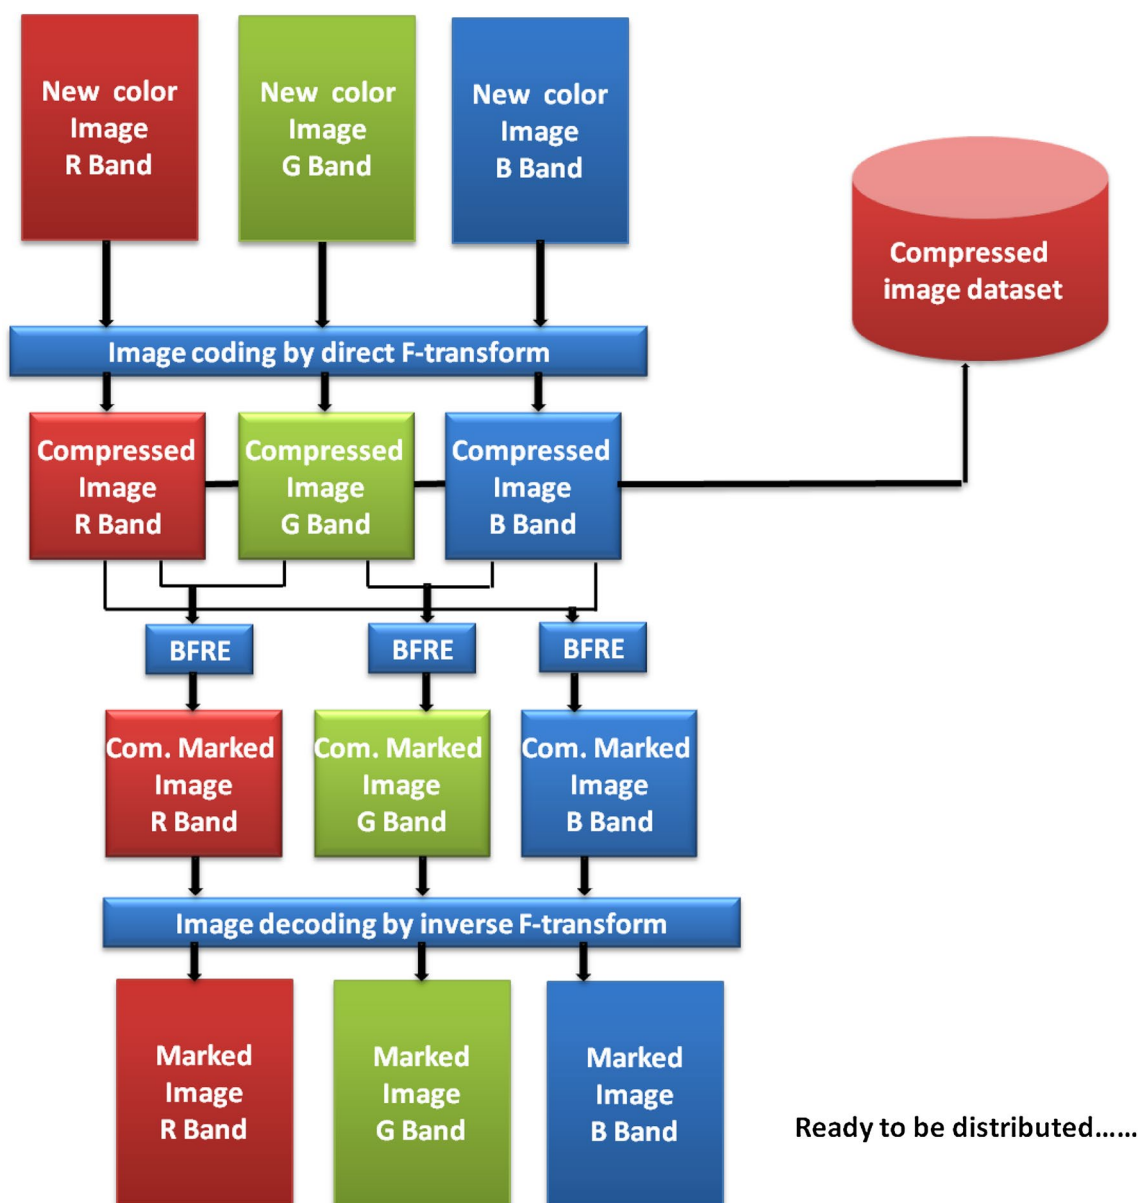 New color
Image
R Band
New color
Image
G Band
New color
Image
B Band
Compressed
image dataset
Image coding by direct F-transform
Compressed
Image
R Band
Compressed
Image
G Band
Compressed
Image
B Band
BFRE
BFRE
BFRE
Com. Marked
Image
R Band
Com. Marked
Image
G Band
Com. Marked
Image
B Band
Image decoding by inverse F-transform
Marked
Image
R Band
Marked
Image
G Band
Marked
Image
B Band
Ready to be distributed......